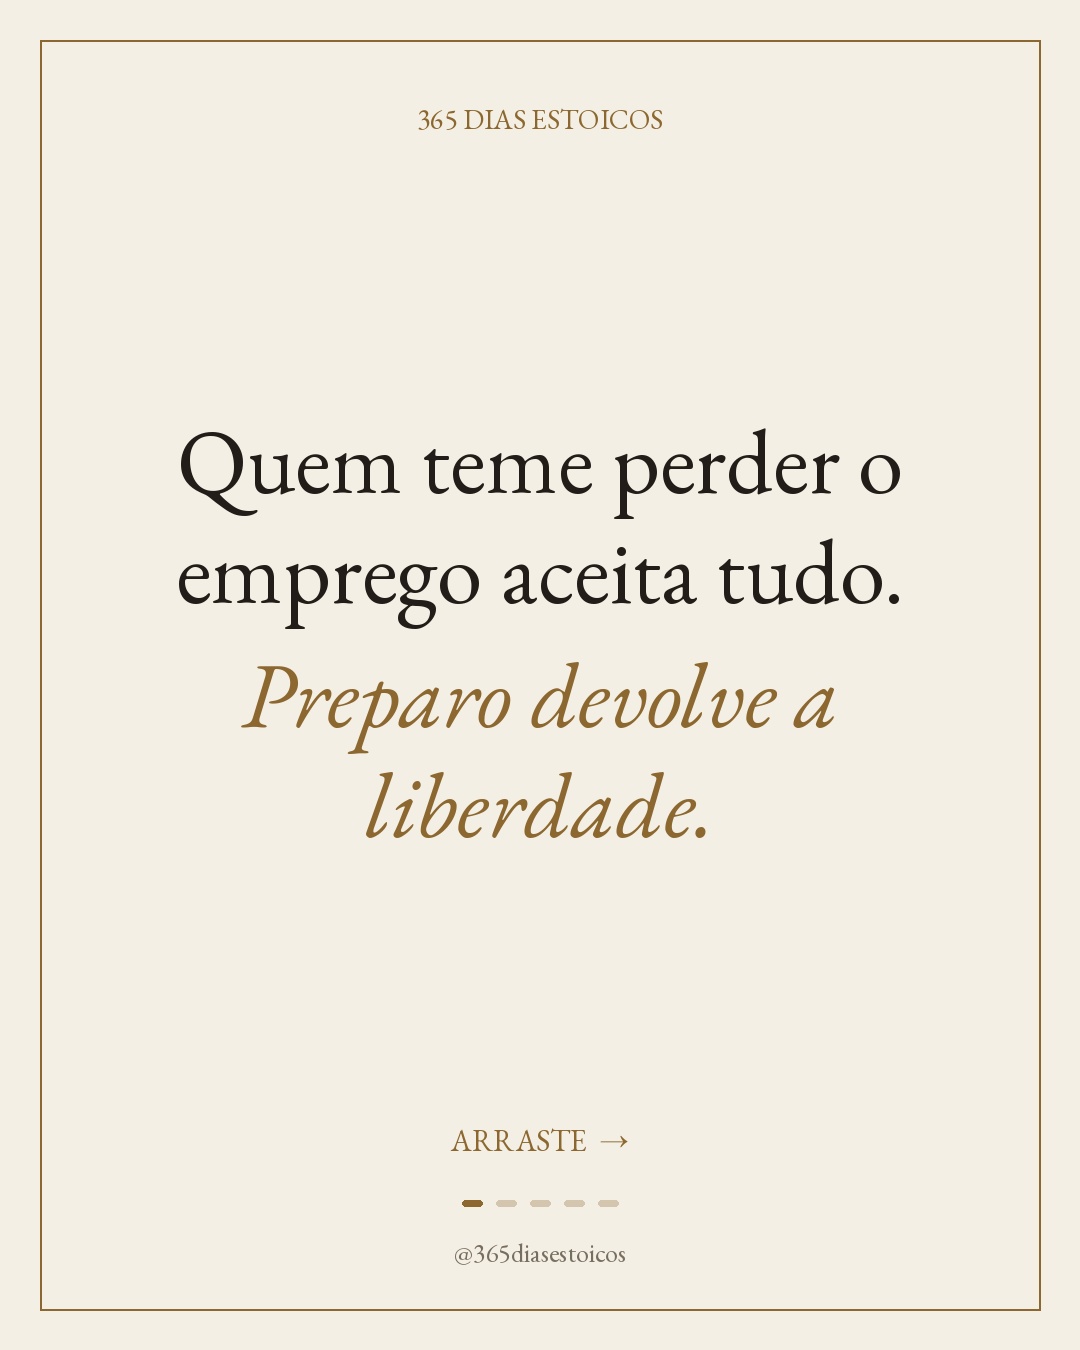 365 DIAS ESTOICOS
Quem teme perder o
emprego aceita tudo.
Preparo devolve a
liberdade.
ARRASTE →
@365diasestoicos